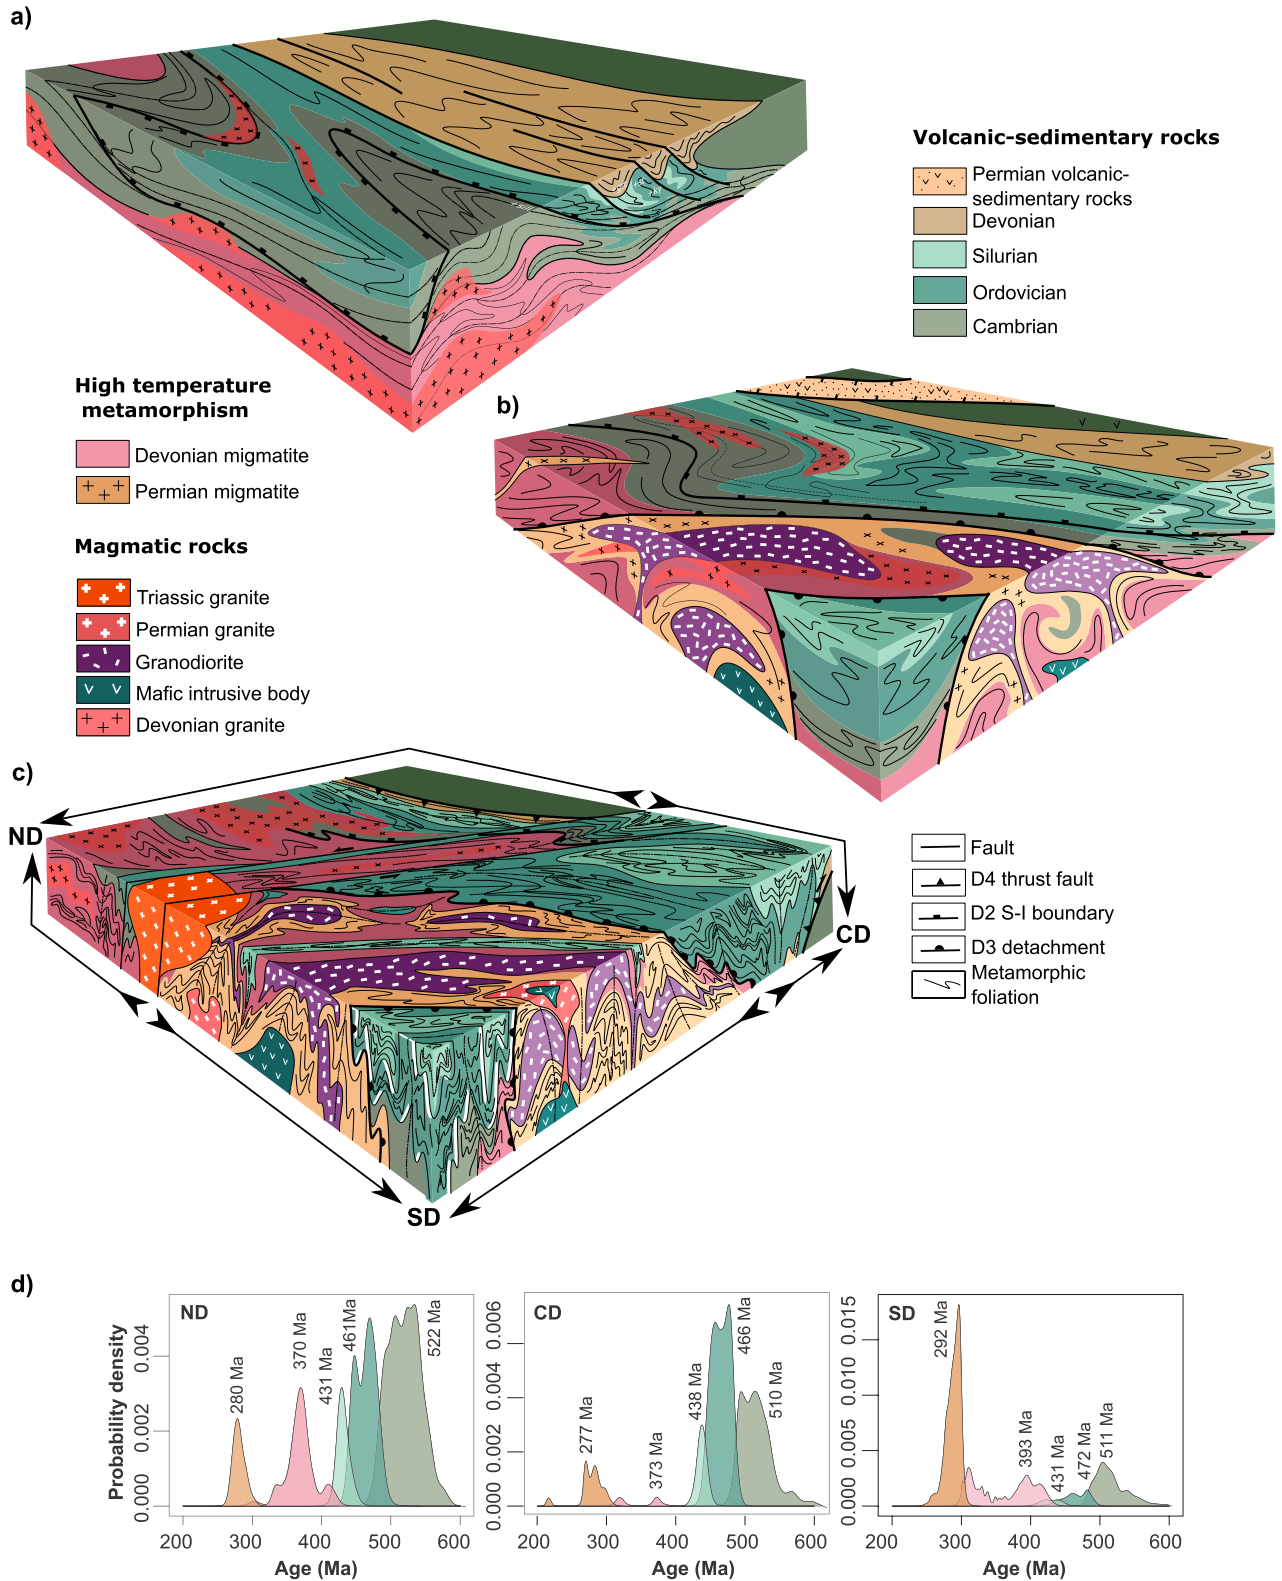 a)
Volcanic-sedimentary rocks
Permian volcanic-
sedimentary rocks
Devonian
Silurian
Ordovician
Cambrian
High temperature
metamorphism
Devonian migmatite
Permian migmatite
Magmatic rocks
Triassic granite
Permian granite
Granodiorite
Mafic intrusive body
Devonian granite
b)
c)
ND
CD
SD
Fault
D4 thrust fault
D2 S-I boundary
D3 detachment
Metamorphic
foliation
d)
Probability density
0.000
0.002
0.004
ND
280 Ma
370 Ma
431 Ma
461Ma
522 Ma
200
300
400
500
600
Age (Ma)
0.000
0.002
0.004
0.006
CD
277 Ma
373 Ma
438 Ma
466 Ma
510 Ma
200
300
400
500
600
Age (Ma)
0.000
0.005
0.010
0.015
SD
292 Ma
393 Ma
431 Ma
472 Ma
511 Ma
200
300
400
500
600
Age (Ma)